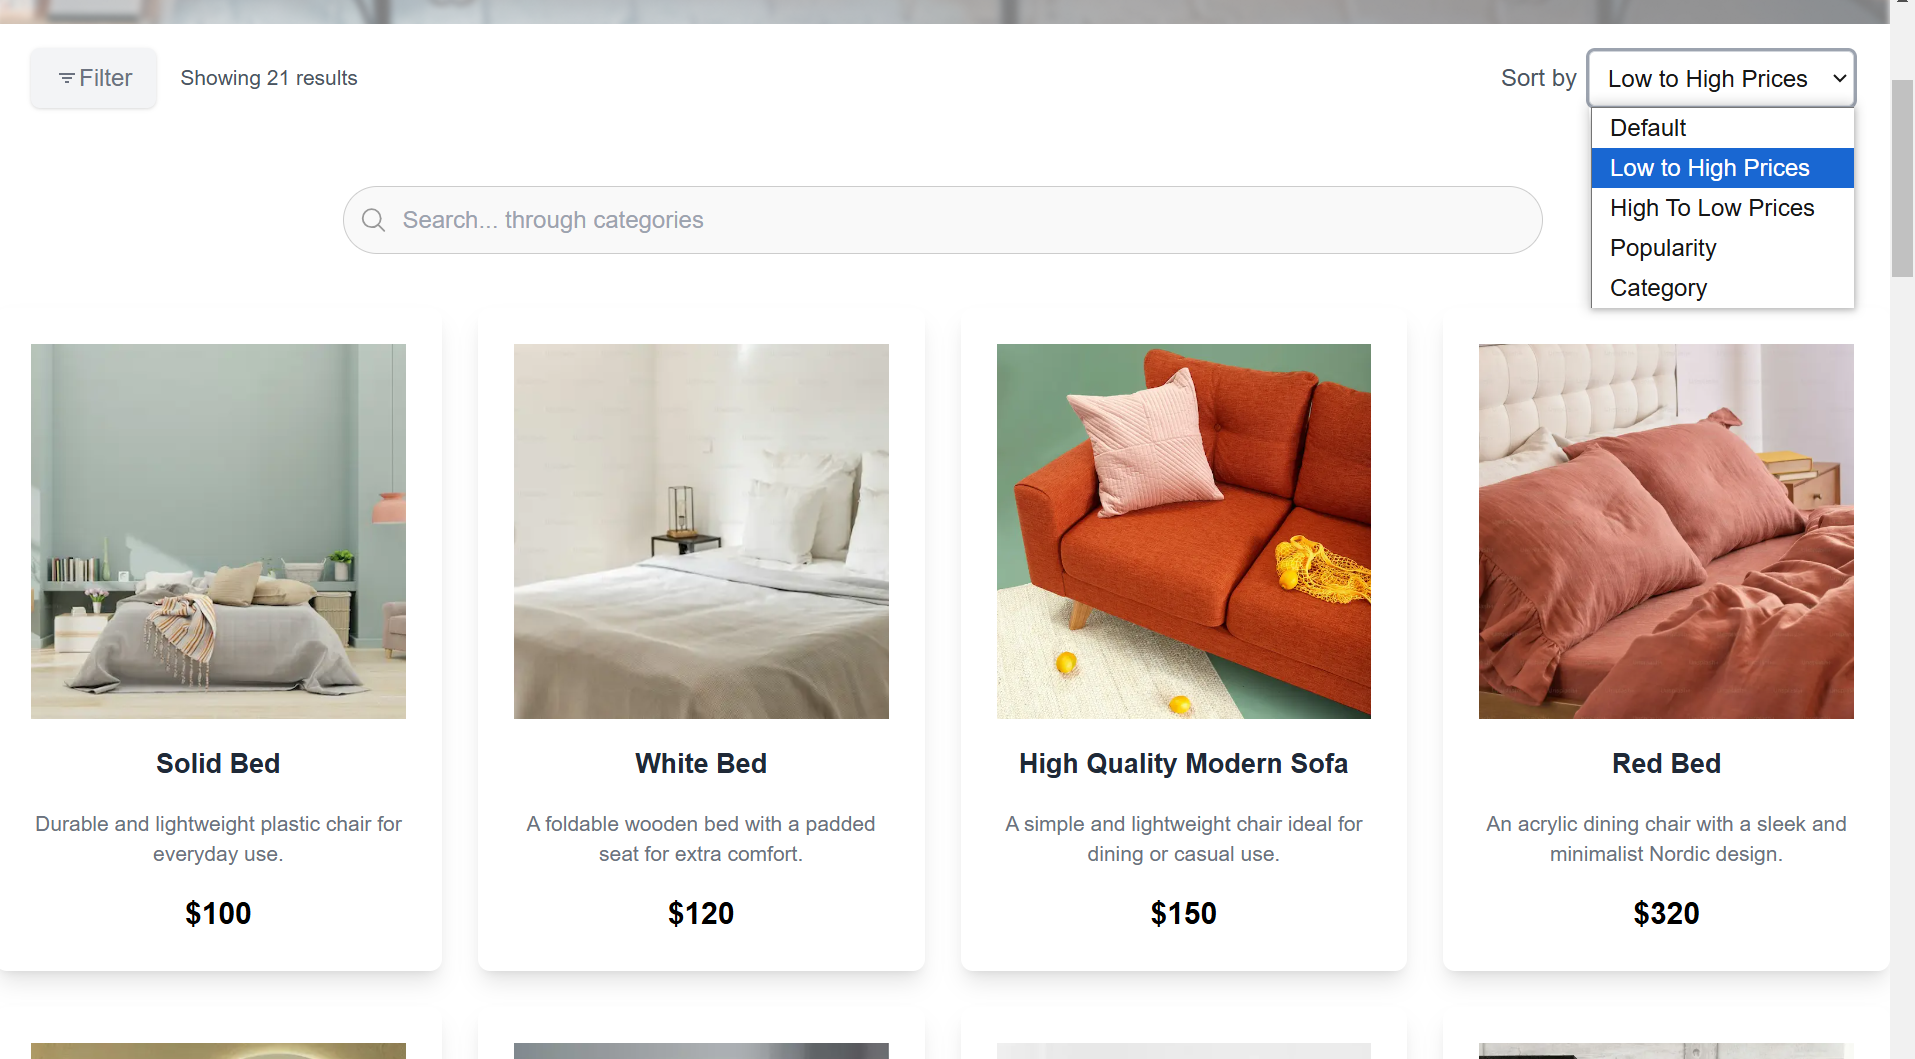 Filter
Showing 21 results
Sort by
Low to High Prices
Default
Low to High Prices
High To Low Prices
Popularity
Category
Search... through categories
Solid Bed
Durable and lightweight plastic chair for
everyday use.
$100
White Bed
A foldable wooden bed with a padded
seat for extra comfort.
$120
High Quality Modern Sofa
A simple and lightweight chair ideal for
dining or casual use.
$150
Red Bed
An acrylic dining chair with a sleek and
minimalist Nordic design.
$320